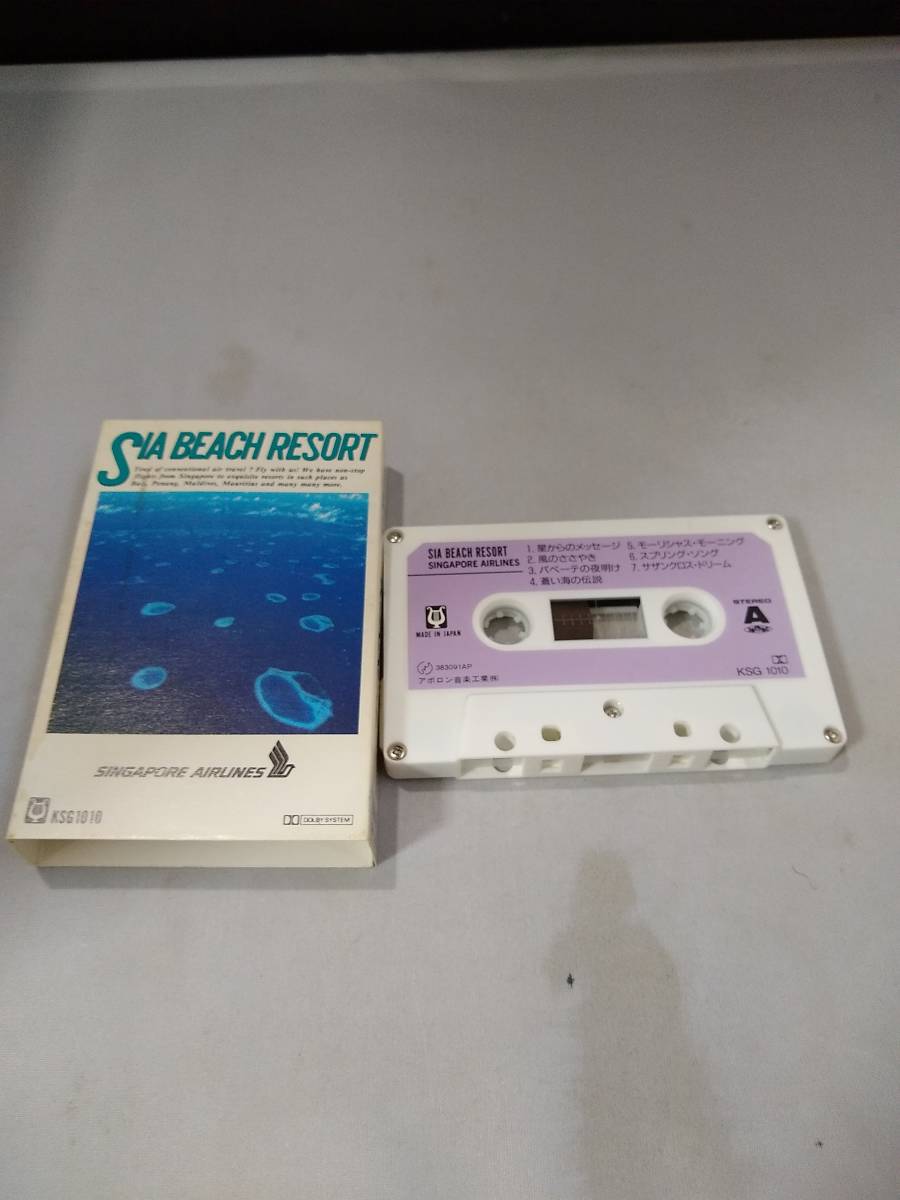 SIA BEACH RESORT
Tired of conventional air travel? Fly with us! We have non-stop
flights from Singapore to exquisite resorts in such places as
Bali, Penang, Maldives, Mauritius and many many more.
SINGAPORE AIRLINES
KSG1010
DOLBY SYSTEM
SIA BEACH RESORT
SINGAPORE AIRLINES
1.星からのメッセージ
2. 風のささやき
3. パペーテの夜明け
4. 蒼い海の伝説
5. モーリシャス・モーニング
6. スプリング・ソング
7. サザンクロス・ドリーム
MADE IN JAPAN
STEREO
A
383091AP
アポロン音楽工業㈱
KSG 1010